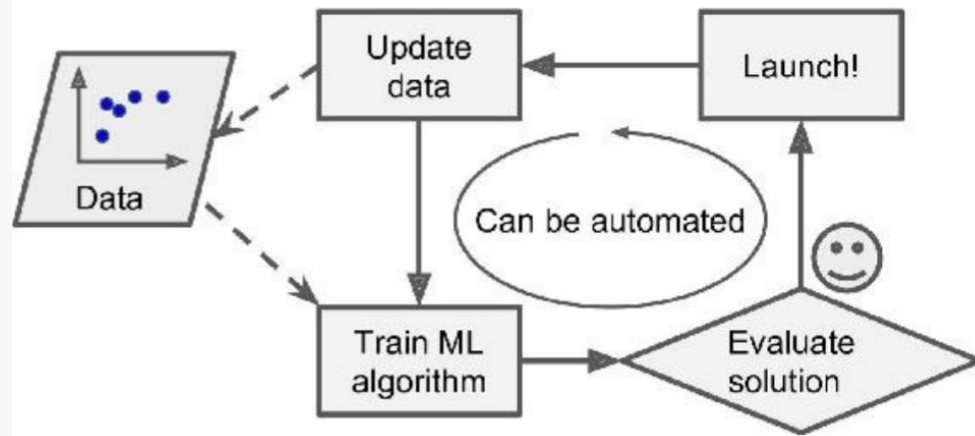 Update
data
Launch!
Data
Can be automated
Train ML
algorithm
Evaluate
solution